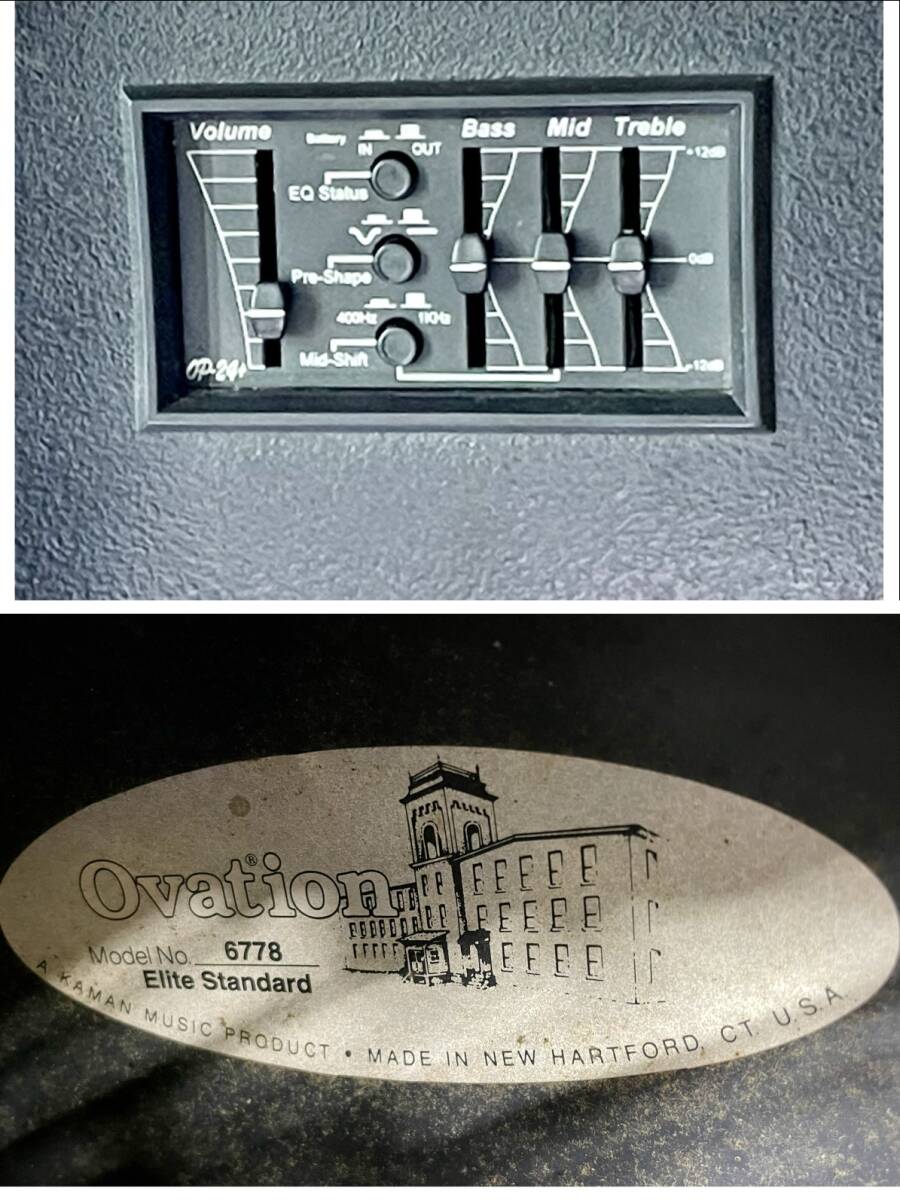 Volume
Battery IN OUT
Bass Mid Treble
+12dB
EQ Status
Pre-Shape
0dB
400Hz 1KHz
Mid-Shift
OP-24+
-12dB
Ovation®
Model No. 6778
Elite Standard
A KAMAN MUSIC PRODUCT • MADE IN NEW HARTFORD, CT. U.S.A.